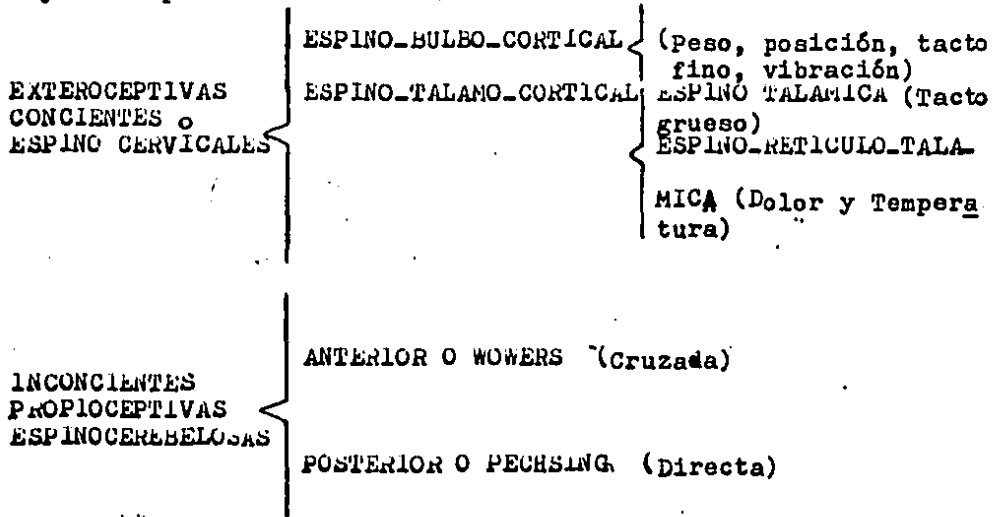 EXTEROCEPTIVAS
CONCIENTES o
ESPINO CERVICALES
ESPINO_BULBO_CORTICAL
(Peso, posición, tacto
fino, vibración)
ESPINO_TALAMO_CORTICAL
ESPINO TALAMICA (Tacto
grueso)
ESPINO_RETICULO_TALA_
MICA (Dolor y Tempera
tura)
INCONCIENTES
PROPIOCEPTIVAS
ESPINOCEREBELOSAS
ANTERIOR O WOWERS (Cruzada)
POSTERIOR O PECHSING (Directa)